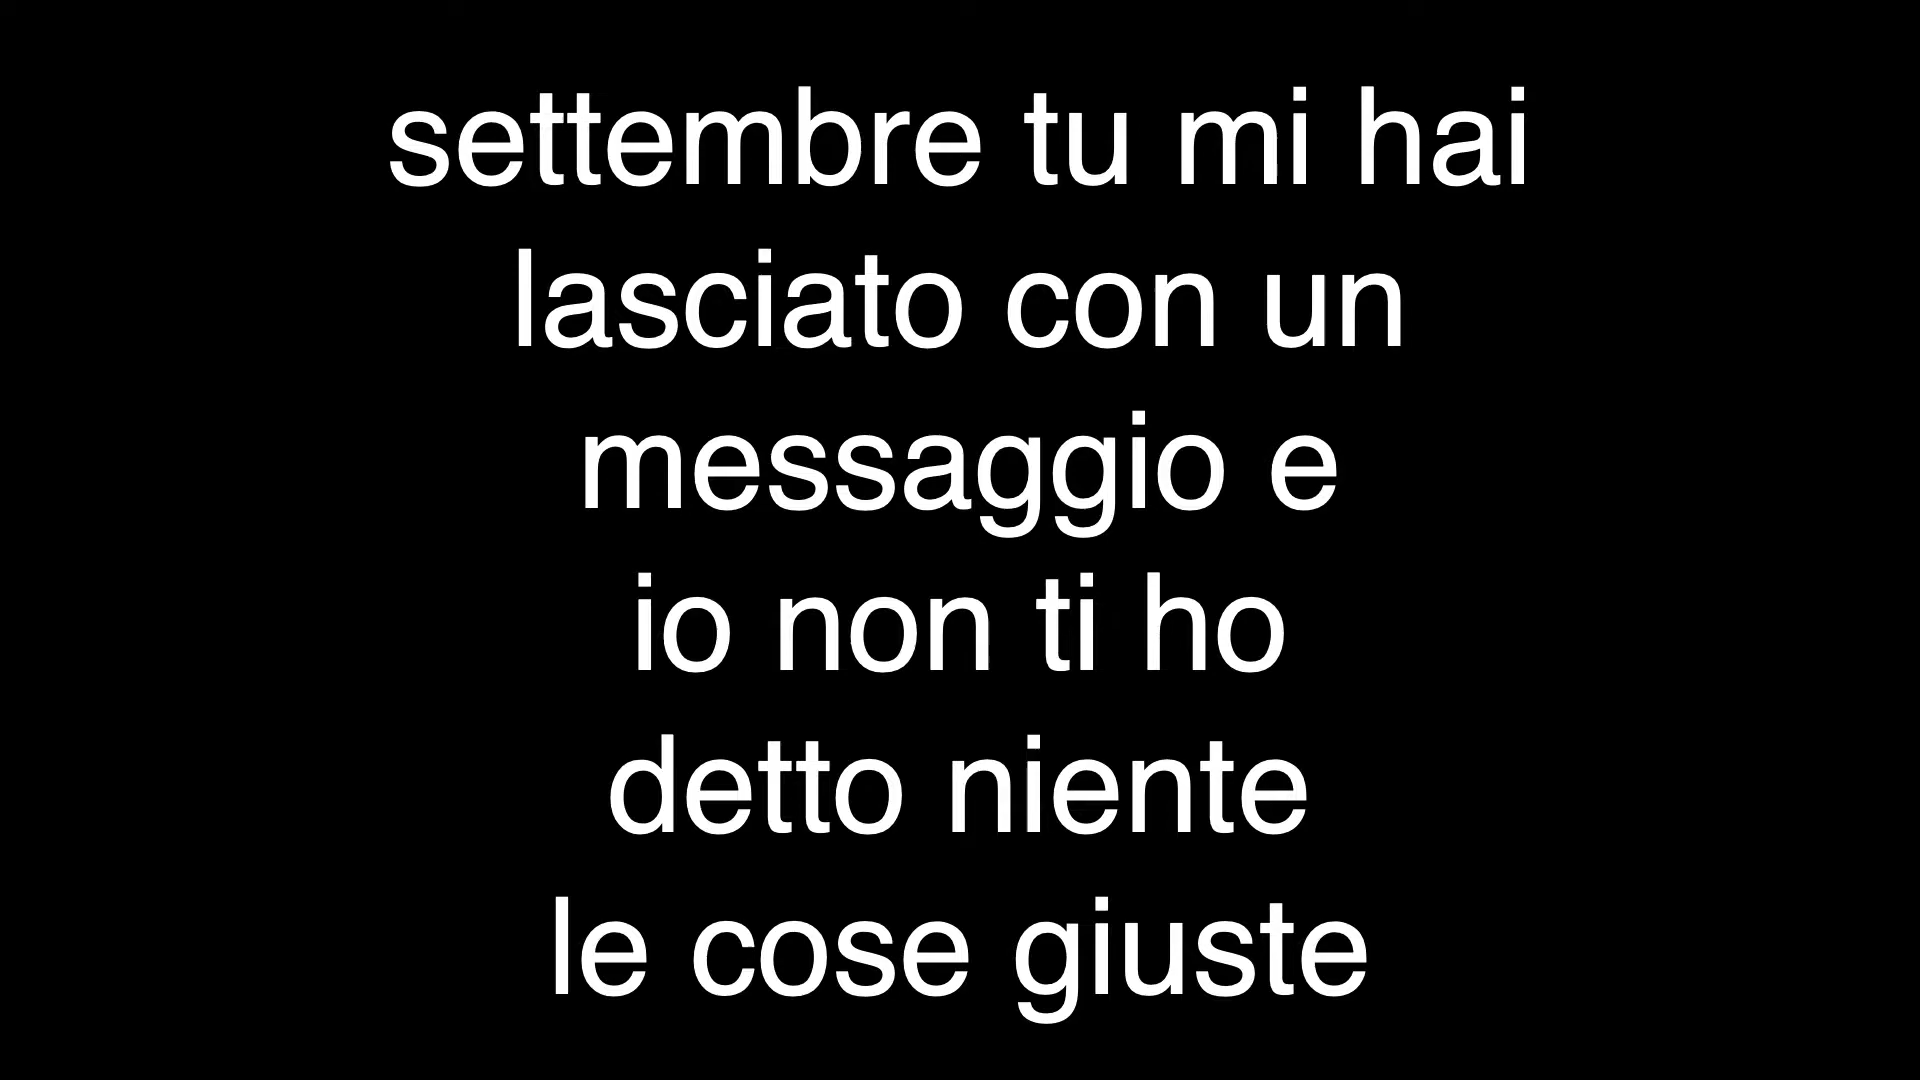 settembre tu mi hai
lasciato con un
messaggio e
io non ti ho
detto niente
le cose giuste